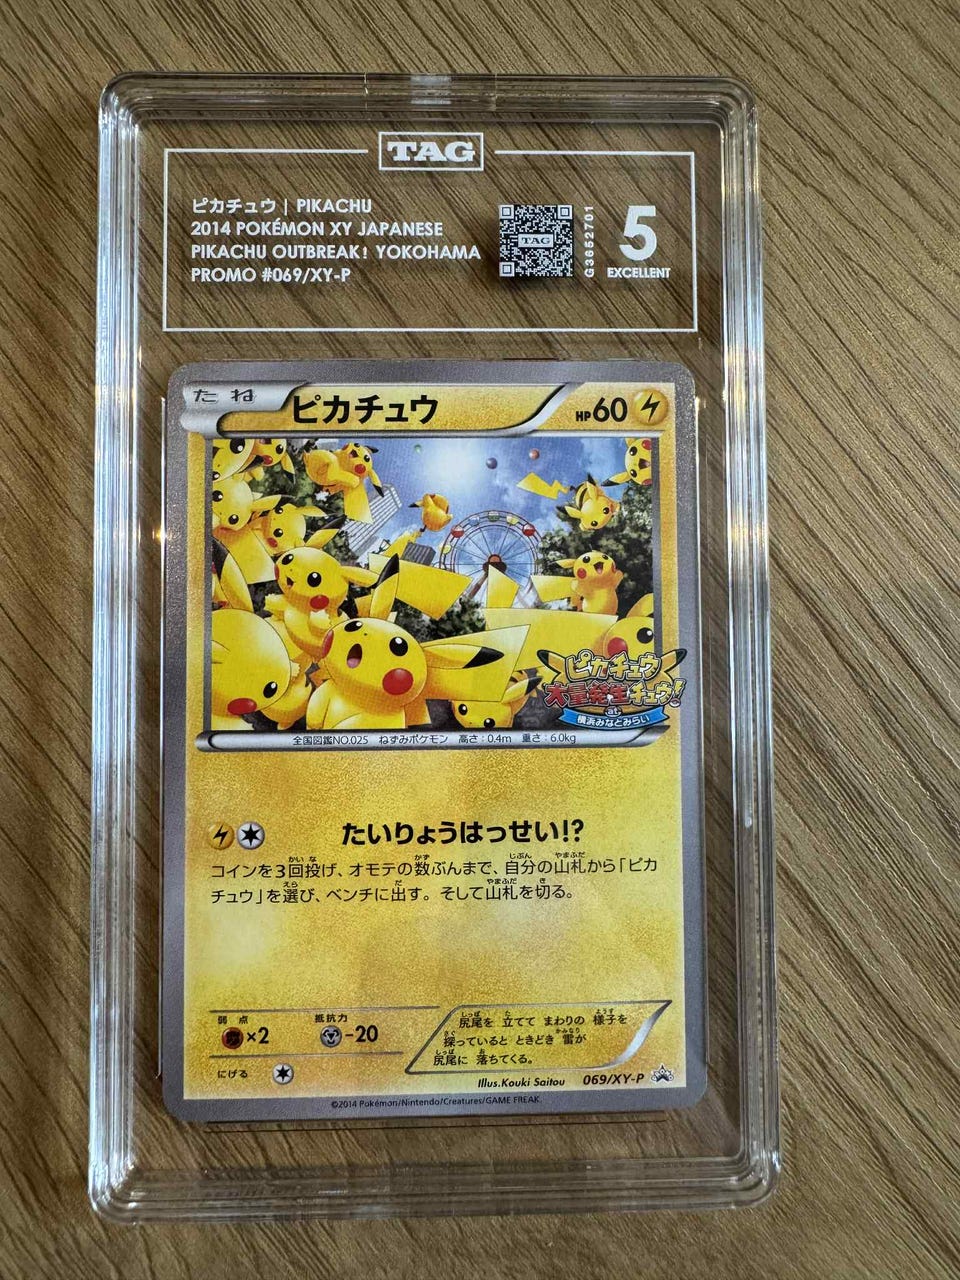 TAG
ピカチュウ | PIKACHU
2014 POKÉMON XY JAPANESE
PIKACHU OUTBREAK! YOKOHAMA
PROMO #069/XY-P
TAG
G3652701
5
EXCELLENT
たね
ピカチュウ
HP60
ピカチュウ
大量発生チュウ!
at
横浜みなとみらい
全国図鑑NO.025 ねずみポケモン 高さ:0.4m 重さ:6.0kg
たいりょうはっせい!?
コインを3回投げ、オモテの数ぶんまで、自分の山札から「ピカ
チュウ」を選び、ベンチに出す。そして山札を切る。
弱点
×2
抵抗力
-20
にげる
尻尾を 立てて まわりの 様子を
探っていると ときどき 雷が
尻尾に 落ちてくる。
Illus.Kouki Saitou
069/XY-P
©2014 Pokémon/Nintendo/Creatures/GAME FREAK.